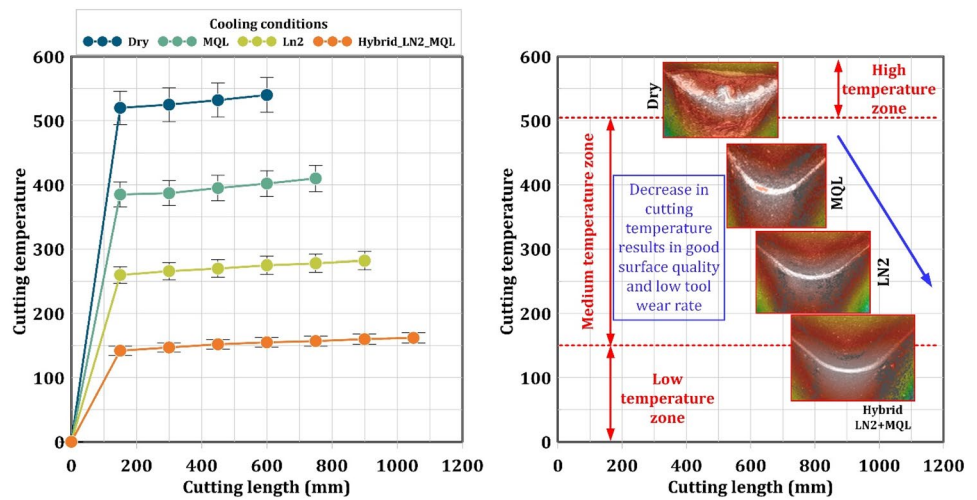 Cooling conditions
Dry MQL Ln2 Hybrid_LN2_MQL
Cutting temperature
600
500
400
300
200
100
0
0 200 400 600 800 1000 1200
Cutting length (mm)
Cutting temperature
600
500
400
300
200
100
0
0 200 400 600 800 1000 1200
Cutting length (mm)
Dry
High
temperature
zone
Medium temperature zone
Decrease in
cutting
temperature
results in good
surface quality
and low tool
wear rate
MQL
LN2
Low
temperature
zone
Hybrid
LN2+MQL